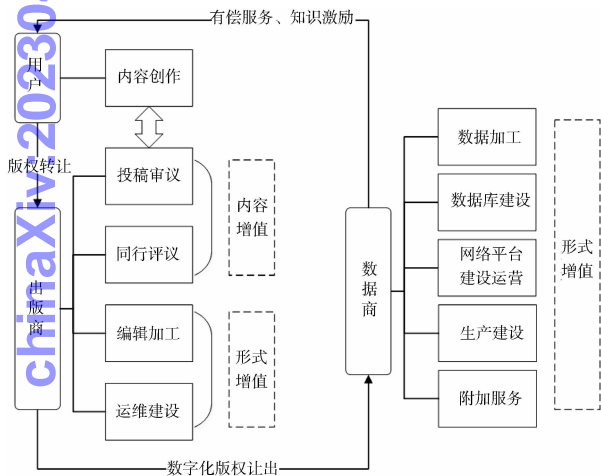 有偿服务、知识激励
用户
内容创作
版权转让
投稿审议
同行评议
内容
增值
出版商
编辑加工
运维建设
形式
增值
数据商
数据加工
数据库建设
网络平台
建设运营
生产建设
附加服务
形式
增值
数字化版权让出
chinaXiv:20230